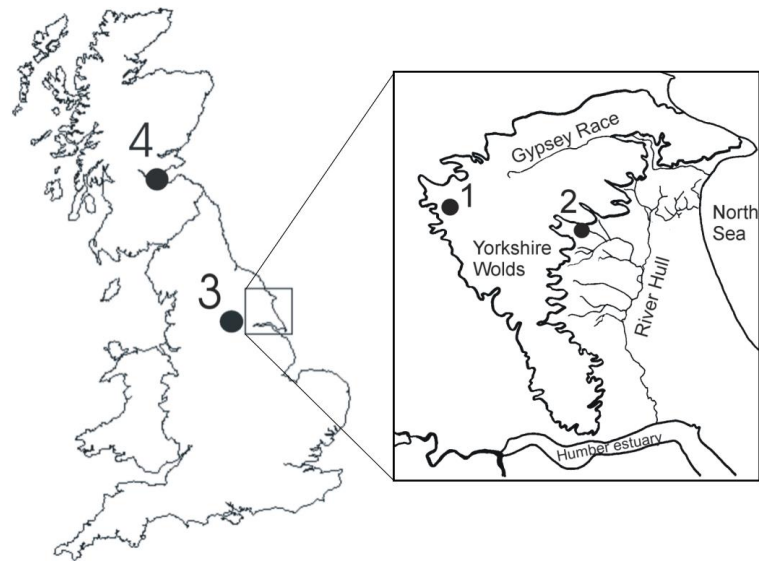 4
3
Gypsey Race
1
2
North
Sea
Yorkshire
Wolds
River Hull
Humber estuary